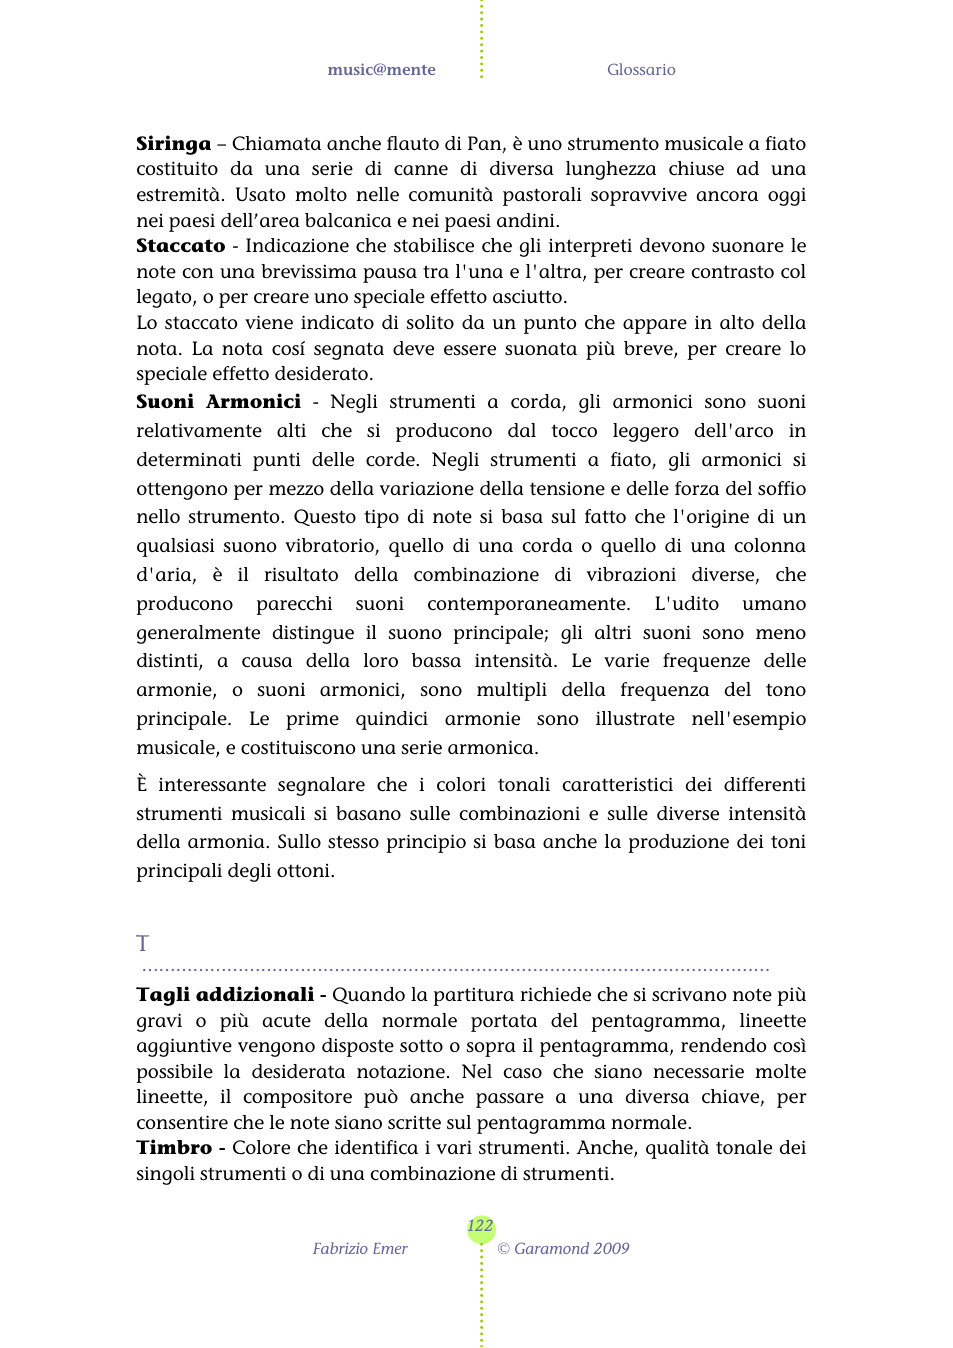 music@mente
Glossario
Siringa – Chiamata anche flauto di Pan, è uno strumento musicale a fiato
costituito da una serie di canne di diversa lunghezza chiuse ad una
estremità. Usato molto nelle comunità pastorali sopravvive ancora oggi
nei paesi dell’area balcanica e nei paesi andini.
Staccato - Indicazione che stabilisce che gli interpreti devono suonare le
note con una brevissima pausa tra l'una e l'altra, per creare contrasto col
legato, o per creare uno speciale effetto asciutto.
Lo staccato viene indicato di solito da un punto che appare in alto della
nota. La nota cosí segnata deve essere suonata più breve, per creare lo
speciale effetto desiderato.
Suoni Armonici - Negli strumenti a corda, gli armonici sono suoni
relativamente alti che si producono dal tocco leggero dell'arco in
determinati punti delle corde. Negli strumenti a fiato, gli armonici si
ottengono per mezzo della variazione della tensione e delle forza del soffio
nello strumento. Questo tipo di note si basa sul fatto che l'origine di un
qualsiasi suono vibratorio, quello di una corda o quello di una colonna
d'aria, è il risultato della combinazione di vibrazioni diverse, che
producono parecchi suoni contemporaneamente. L'udito umano
generalmente distingue il suono principale; gli altri suoni sono meno
distinti, a causa della loro bassa intensità. Le varie frequenze delle
armonie, o suoni armonici, sono multipli della frequenza del tono
principale. Le prime quindici armonie sono illustrate nell'esempio
musicale, e costituiscono una serie armonica.
È interessante segnalare che i colori tonali caratteristici dei differenti
strumenti musicali si basano sulle combinazioni e sulle diverse intensità
della armonia. Sullo stesso principio si basa anche la produzione dei toni
principali degli ottoni.
T
Tagli addizionali - Quando la partitura richiede che si scrivano note più
gravi o più acute della normale portata del pentagramma, lineette
aggiuntive vengono disposte sotto o sopra il pentagramma, rendendo così
possibile la desiderata notazione. Nel caso che siano necessarie molte
lineette, il compositore può anche passare a una diversa chiave, per
consentire che le note siano scritte sul pentagramma normale.
Timbro - Colore che identifica i vari strumenti. Anche, qualità tonale dei
singoli strumenti o di una combinazione di strumenti.
122
Fabrizio Emer
© Garamond 2009